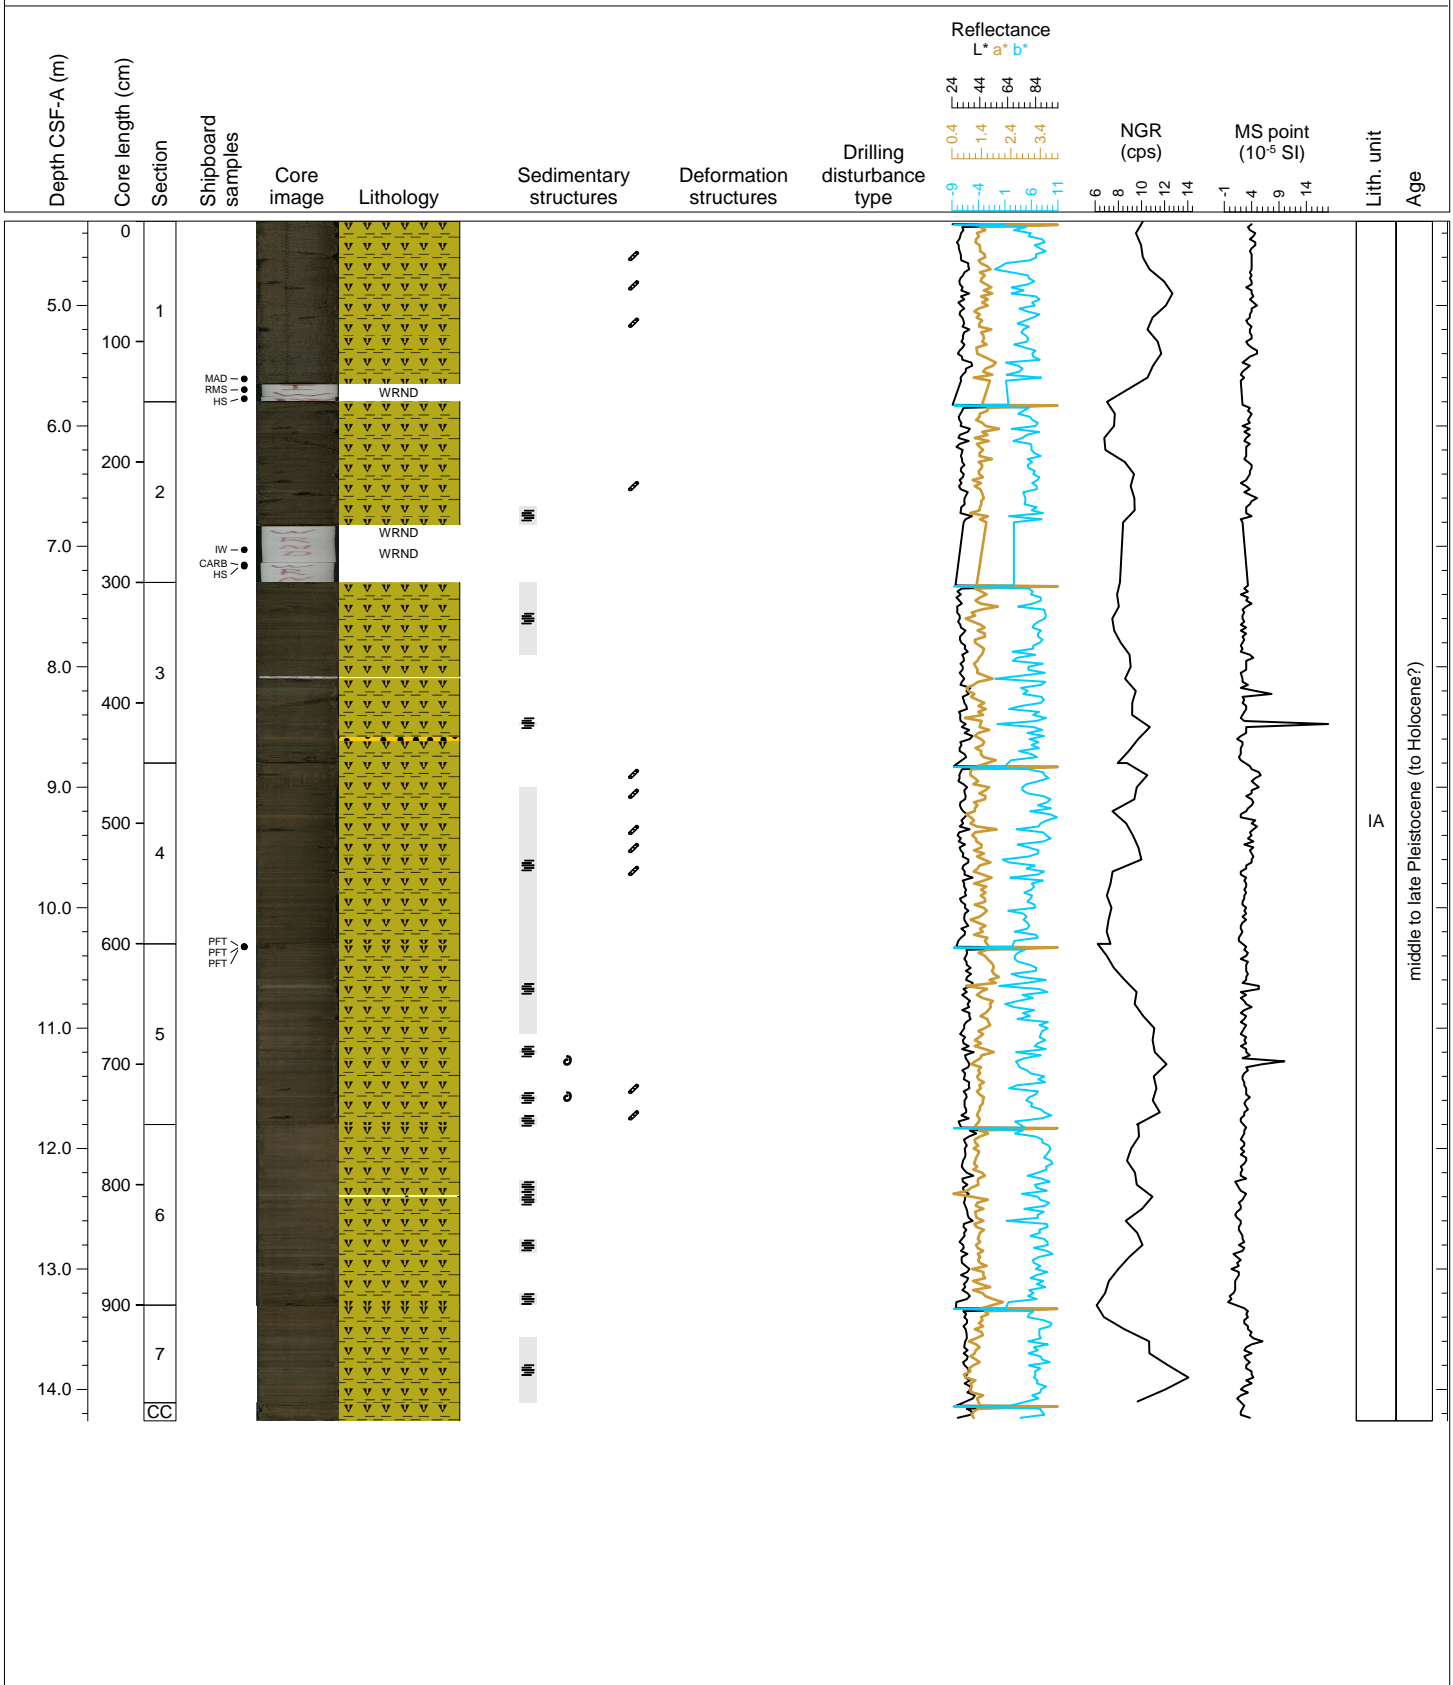 Depth CSF-A (m)
Core length (cm)
Section
Shipboard
samples
Core
image
Lithology
Sedimentary
structures
Deformation
structures
Drilling
disturbance
type
Reflectance
L* a* b*
24 44 64 84
0.4 1.4 2.4 3.4
-9 -4 1 6 11
NGR
(cps)
6 8 10 12 14
MS point
(10⁻⁵ SI)
-1 4 9 14
Lith. unit
Age
0
5.0
1
100
MAD
RMS
HS
WRND
6.0
200
2
WRND
IW
7.0
WRND
CARB
HS
300
8.0
3
400
9.0
500
4
IA
10.0
600
PFT
PFT
PFT
11.0
5
700
12.0
800
6
13.0
900
7
14.0
CC
middle to late Pleistocene (to Holocene?)